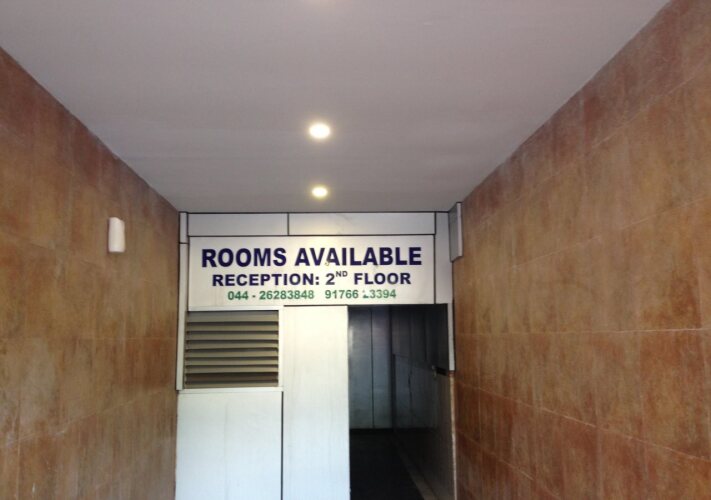 ROOMS AVAILABLE
RECEPTION: 2ND FLOOR
044 - 26283848 91766